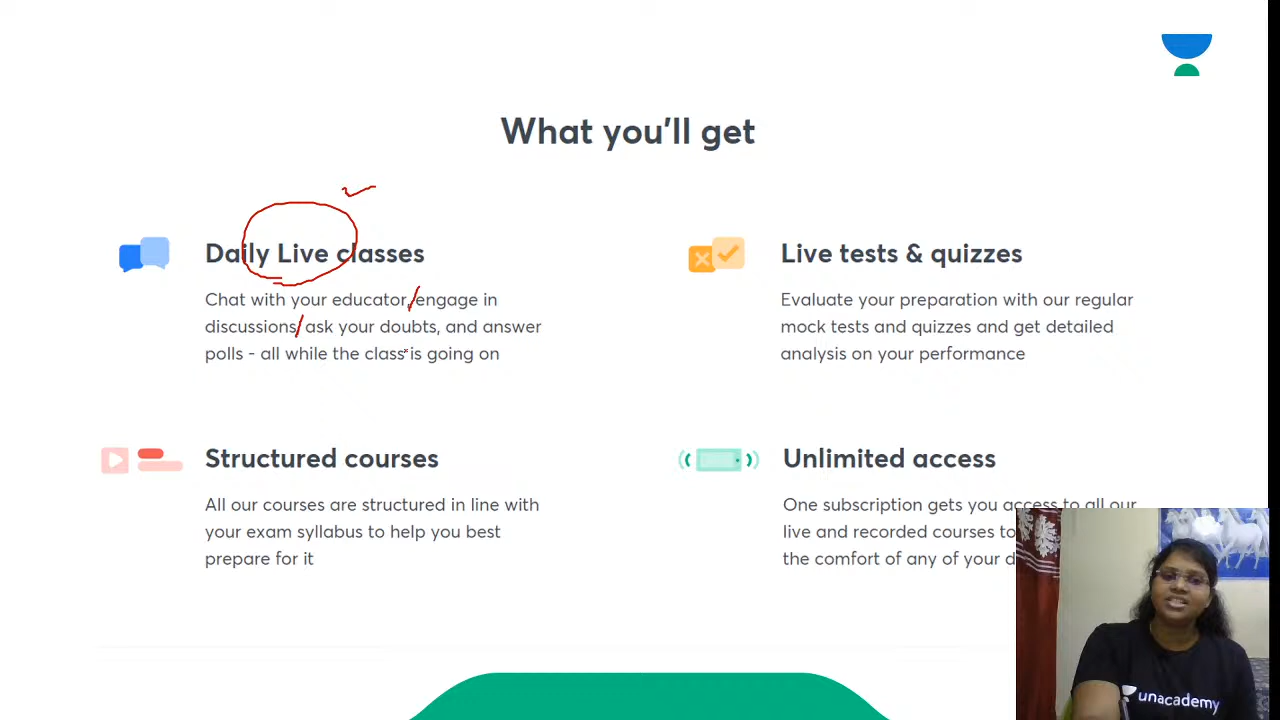 What you'll get
Daily Live classes
Chat with your educator, engage in
discussions, ask your doubts, and answer
polls - all while the class is going on
Live tests & quizzes
Evaluate your preparation with our regular
mock tests and quizzes and get detailed
analysis on your performance
Structured courses
All our courses are structured in line with
your exam syllabus to help you best
prepare for it
Unlimited access
One subscription gets you access to all our
live and recorded courses to
the comfort of any of your
unacademy